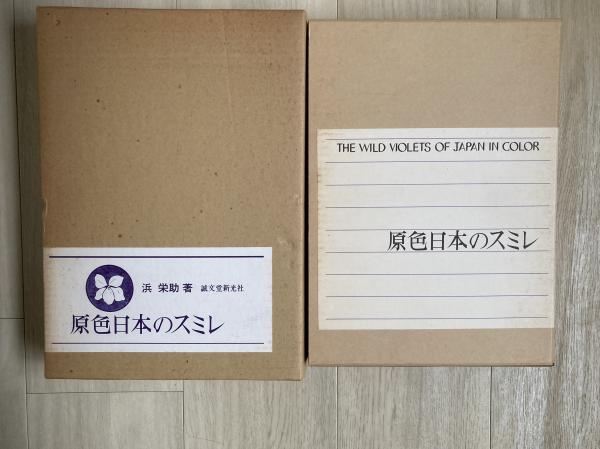 浜 栄助 著 誠文堂新光社
原色日本のスミレ
THE WILD VIOLETS OF JAPAN IN COLOR
原色日本のスミレ